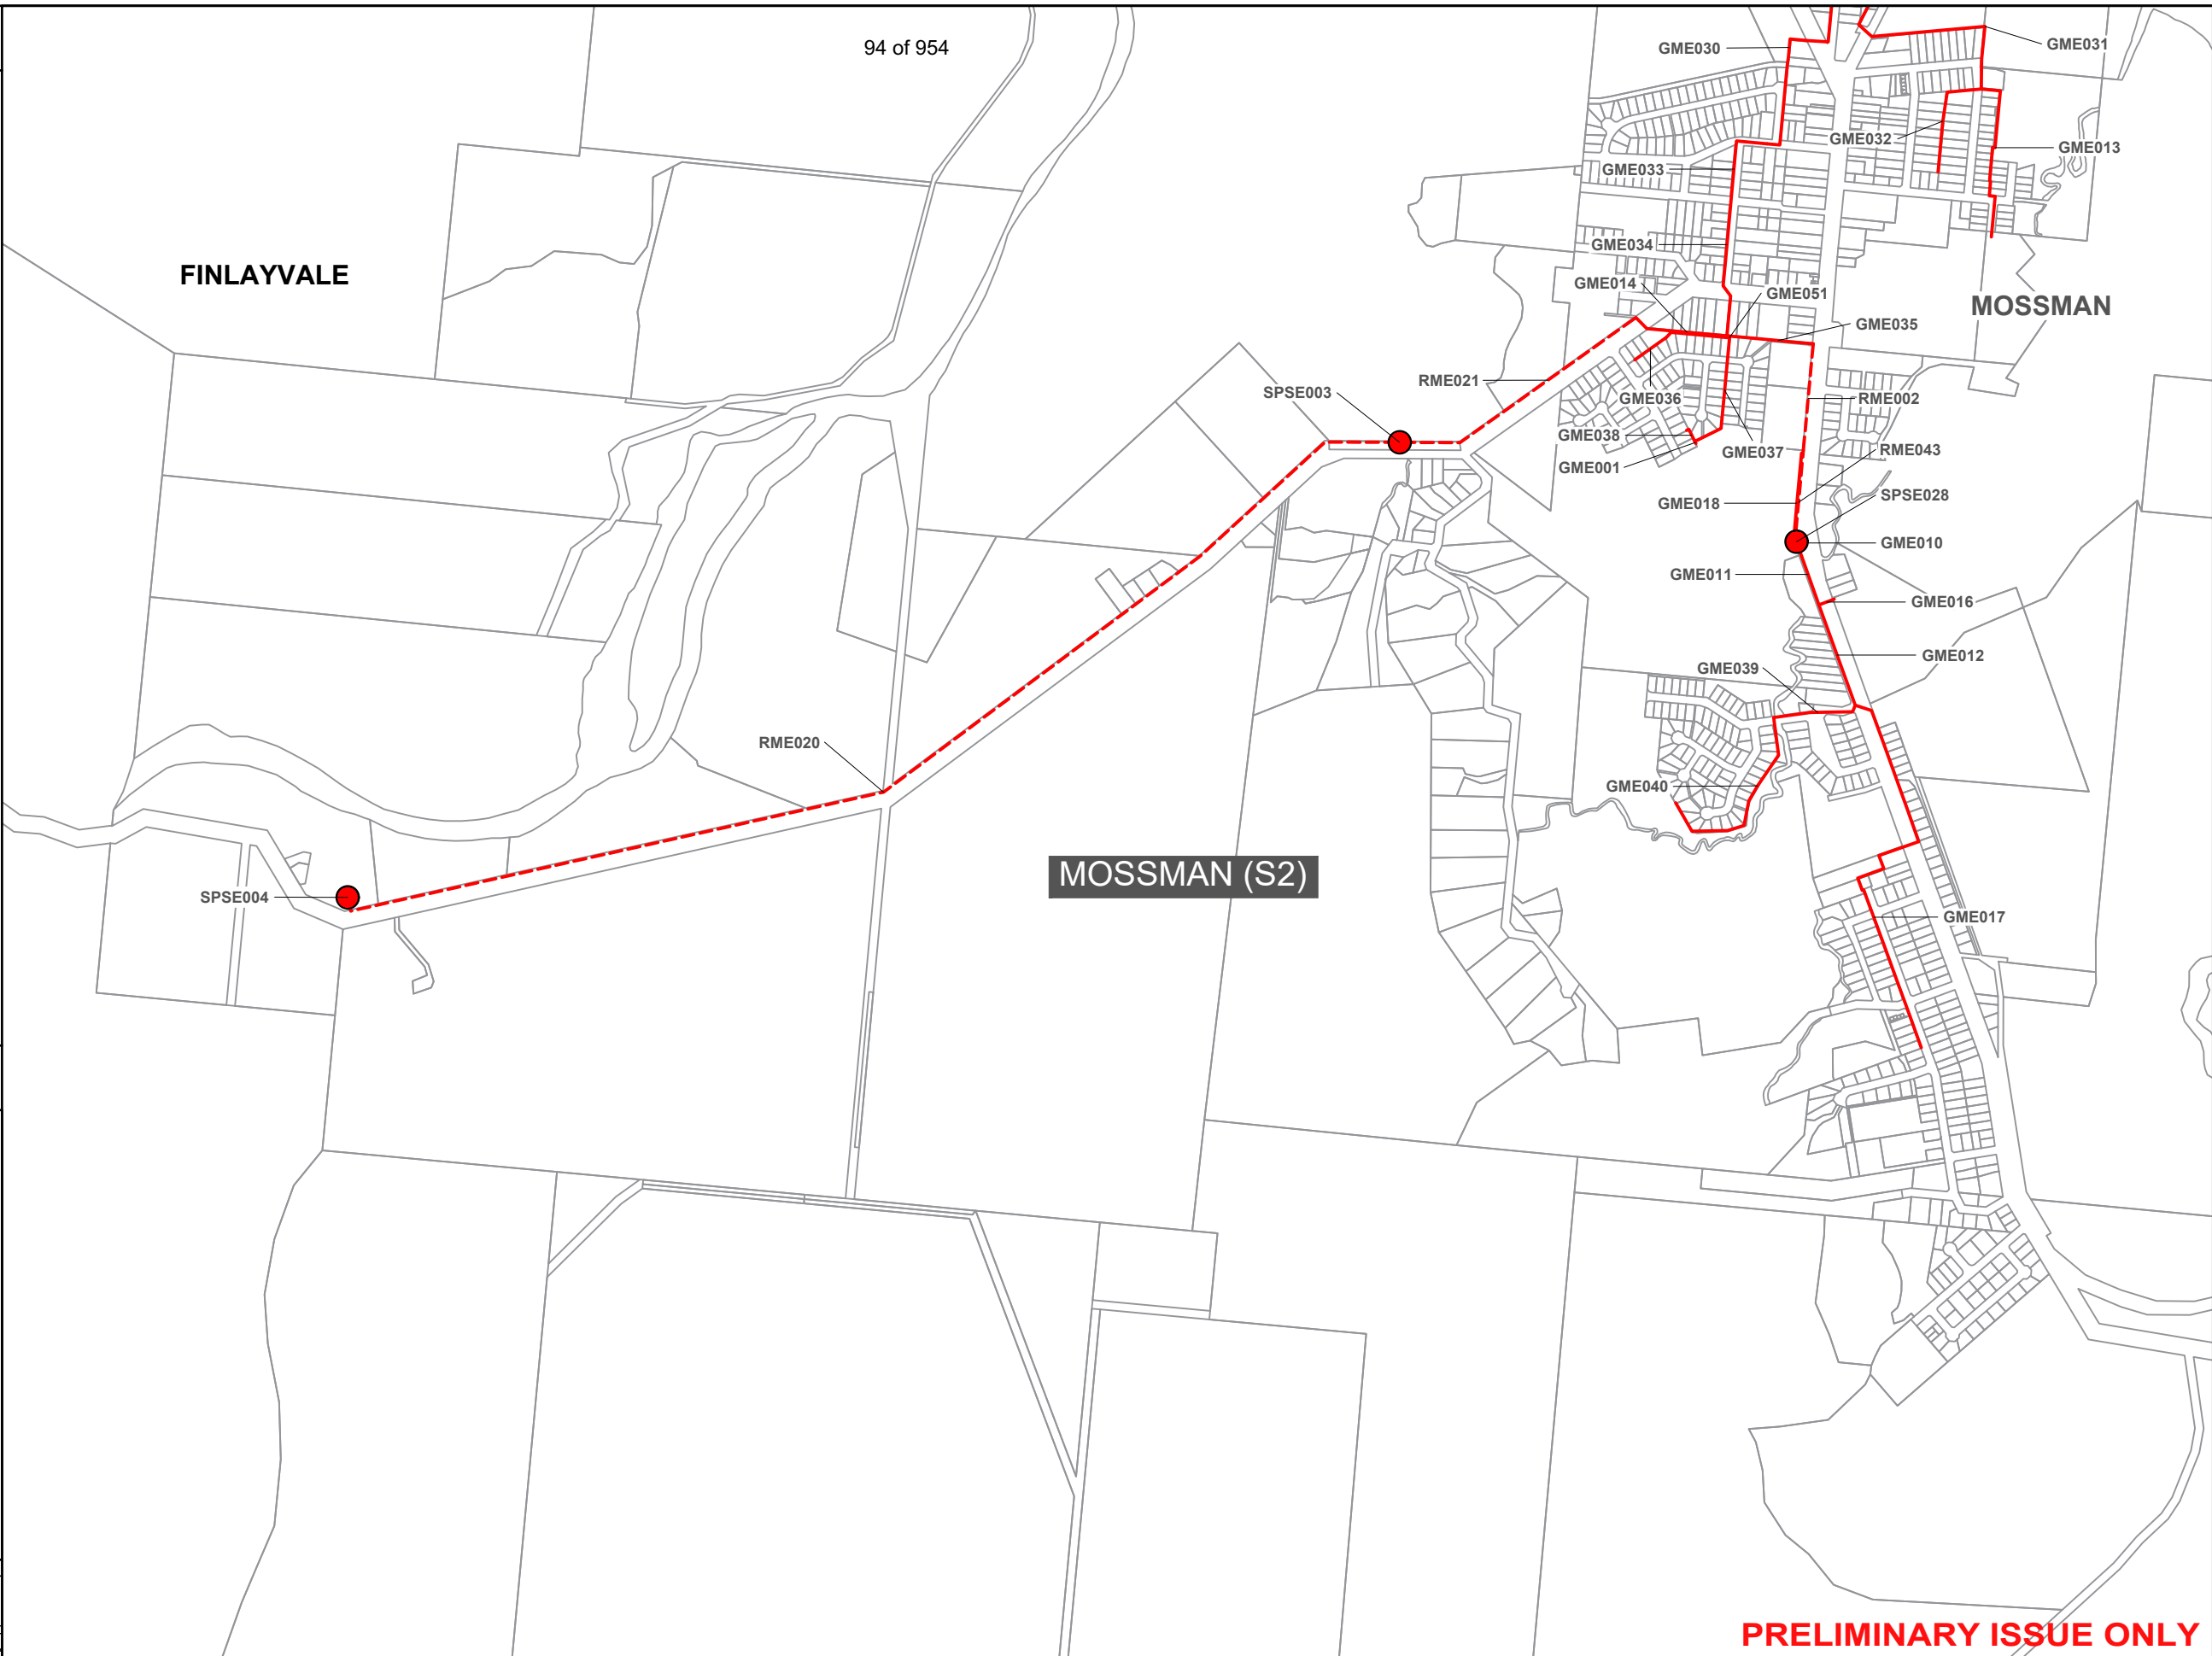 94 of 954
GME030
GME031
GME032
GME013
GME033
GME034
FINLAYVALE
GME014
GME051
MOSSMAN
GME035
RME021
SPSE003
GME036
RME002
GME038
GME037
RME043
GME001
SPSE028
GME018
GME010
GME011
GME016
GME012
GME039
RME020
GME040
MOSSMAN (S2)
SPSE004
GME017
PRELIMINARY ISSUE ONLY